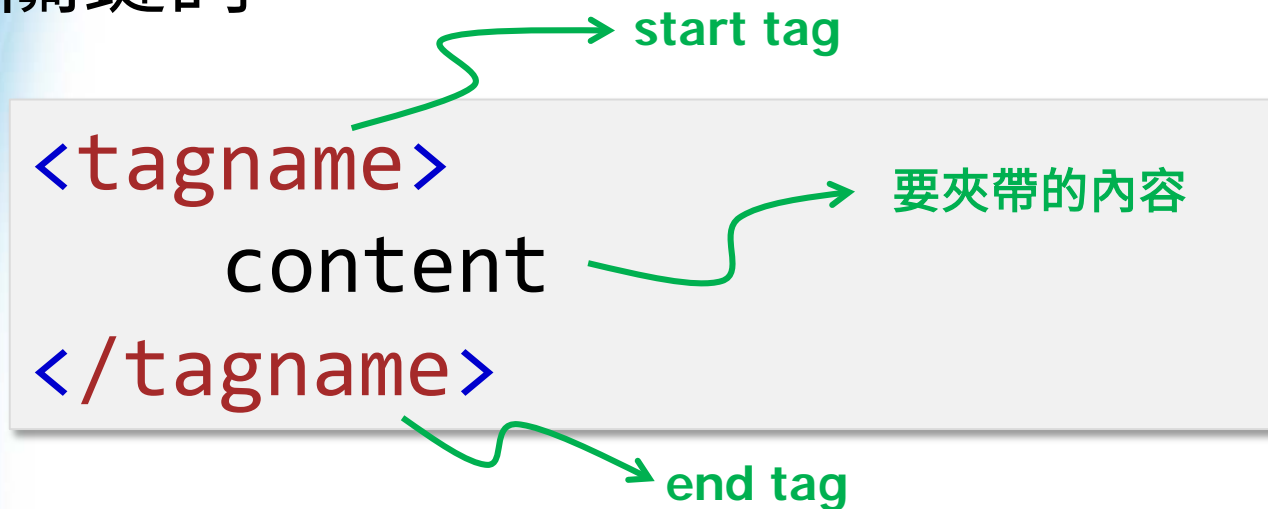 start tag
<tagname>
要夾帶的內容
content
</tagname>
end tag